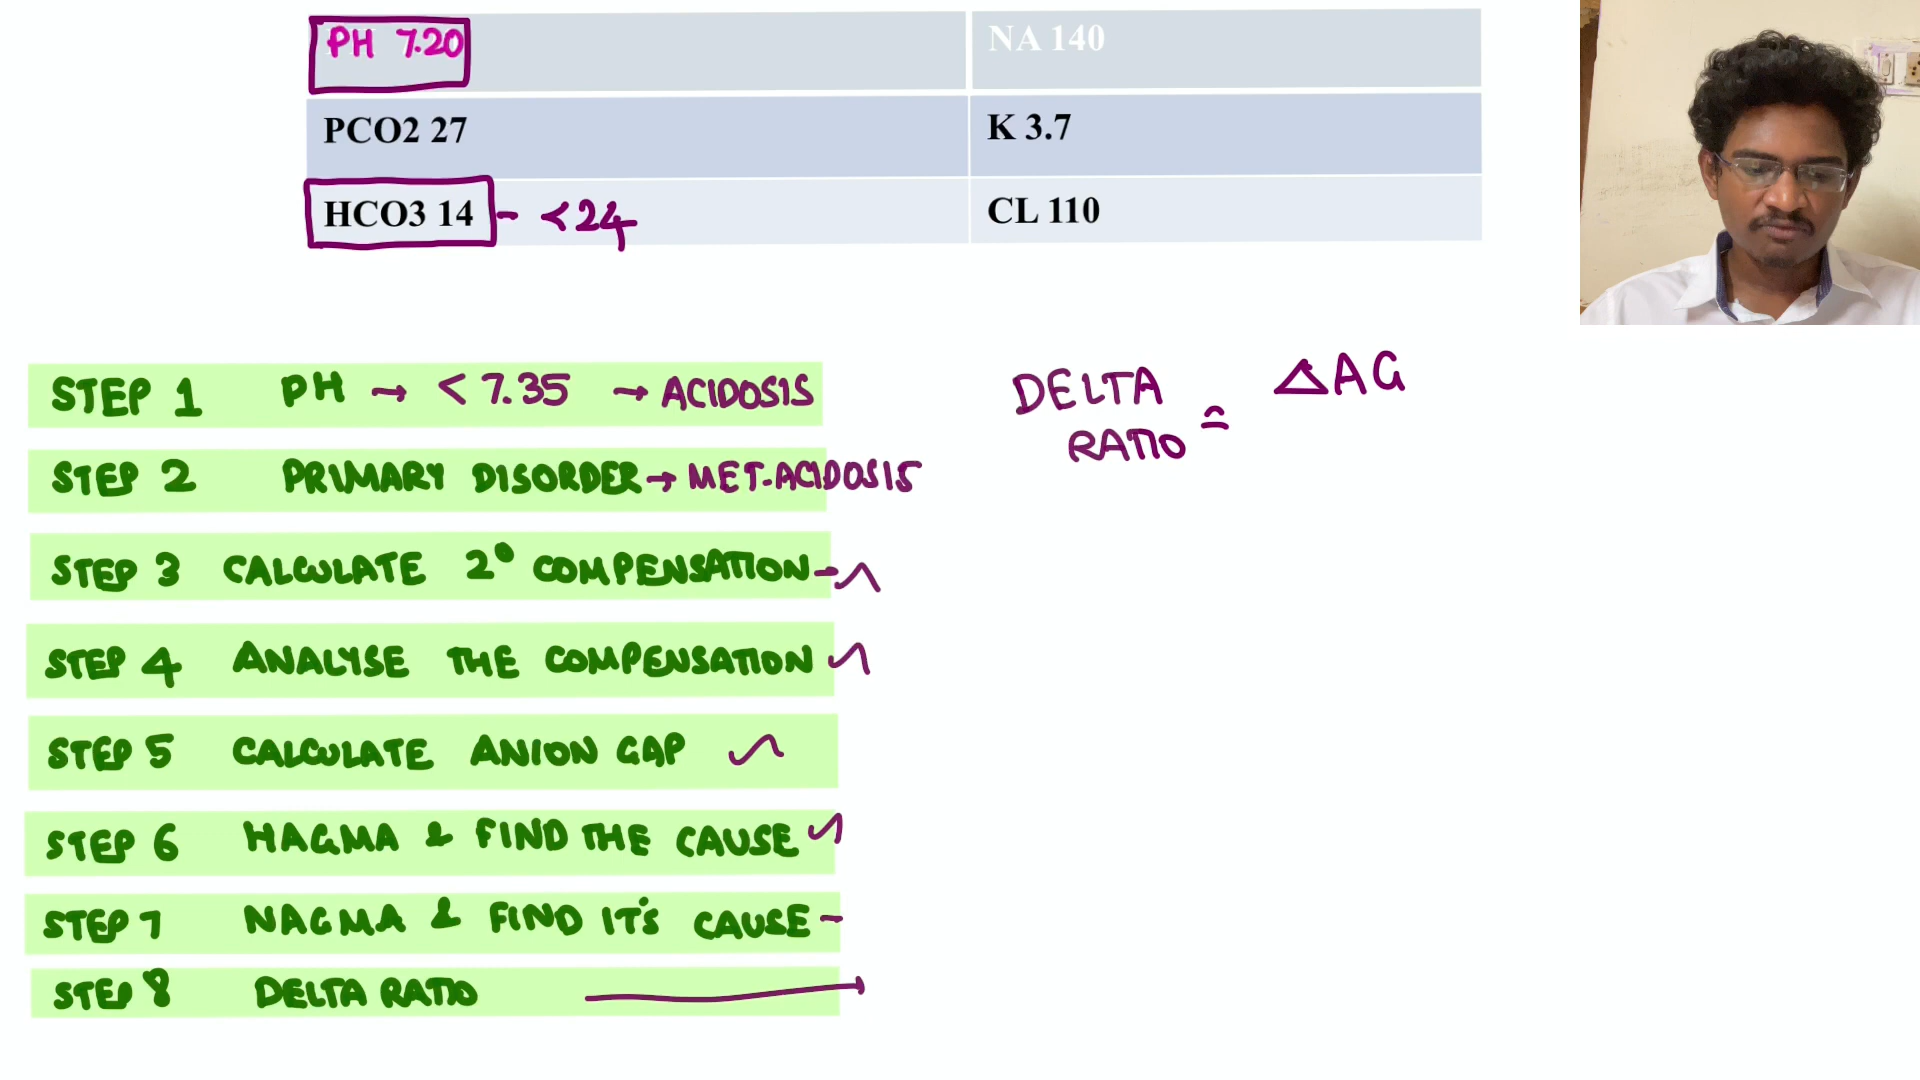 PH 7.20
NA 140
PCO2 27
K 3.7
HCO3 14 - <24
CL 110
STEP 1 PH → < 7.35 → ACIDOSIS
STEP 2 PRIMARY DISORDER → MET.ACIDOSIS
STEP 3 CALCULATE 2° COMPENSATION -
STEP 4 ANALYSE THE COMPENSATION
STEP 5 CALCULATE ANION GAP
STEP 6 HAGMA & FIND THE CAUSE
STEP 7 NAGMA & FIND IT'S CAUSE -
STEP 8 DELTA RATIO
DELTA RATIO = ΔAG